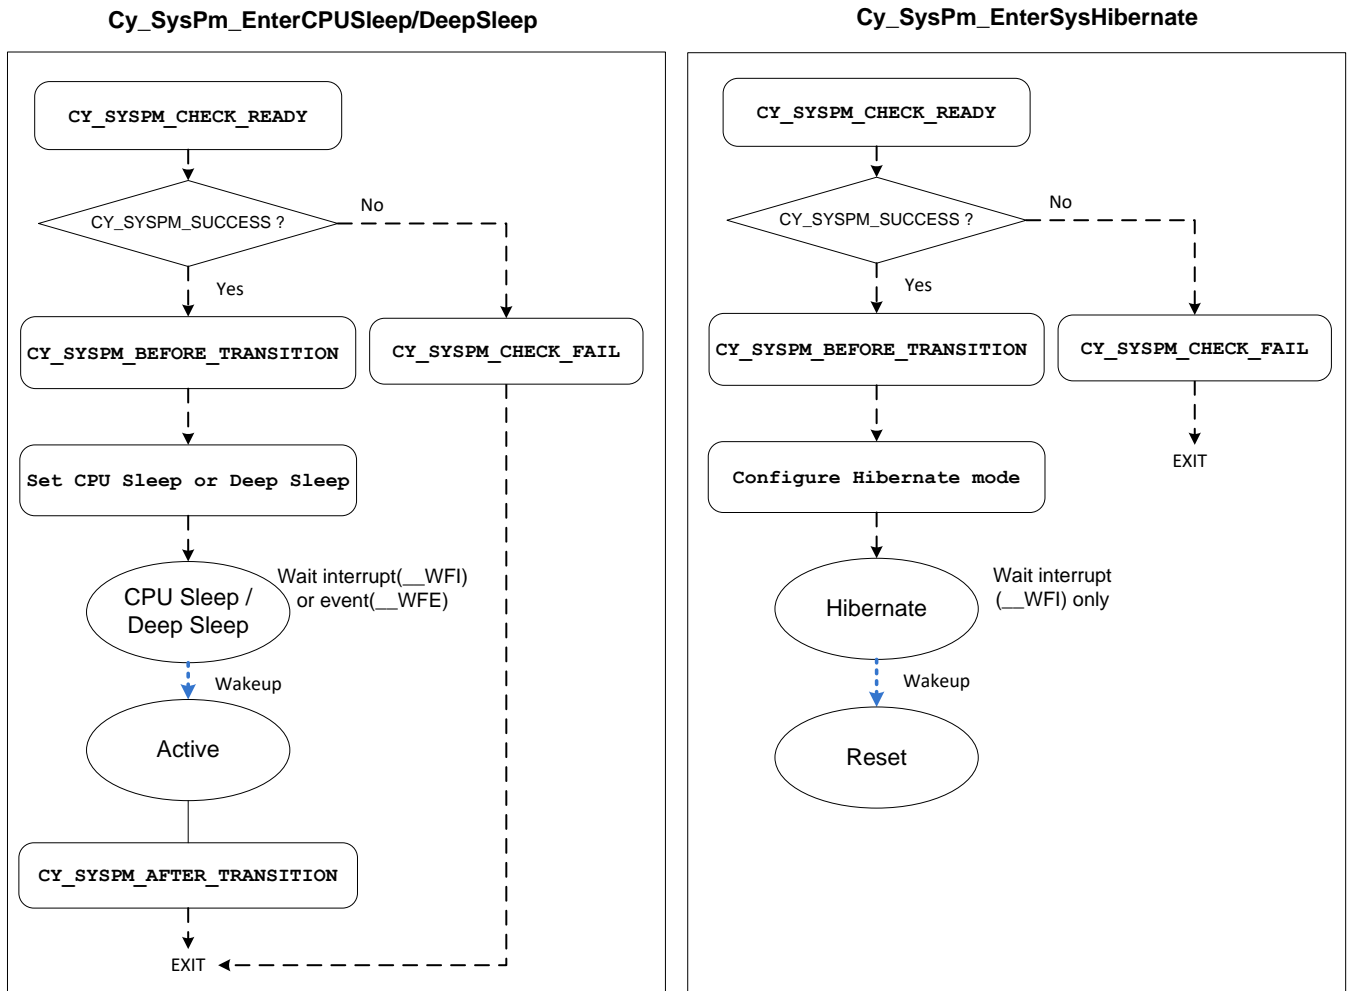 Cy_SysPm_EnterCPUSleep/DeepSleep
CY_SYSPM_CHECK_READY
CY_SYSPM_SUCCESS ?
No
Yes
CY_SYSPM_BEFORE_TRANSITION
CY_SYSPM_CHECK_FAIL
Set CPU Sleep or Deep Sleep
CPU Sleep /
Deep Sleep
Wait interrupt(__WFI)
or event(__WFE)
Wakeup
Active
CY_SYSPM_AFTER_TRANSITION
EXIT
Cy_SysPm_EnterSysHibernate
CY_SYSPM_CHECK_READY
CY_SYSPM_SUCCESS ?
No
Yes
CY_SYSPM_BEFORE_TRANSITION
CY_SYSPM_CHECK_FAIL
EXIT
Configure Hibernate mode
Hibernate
Wait interrupt
(__WFI) only
Wakeup
Reset